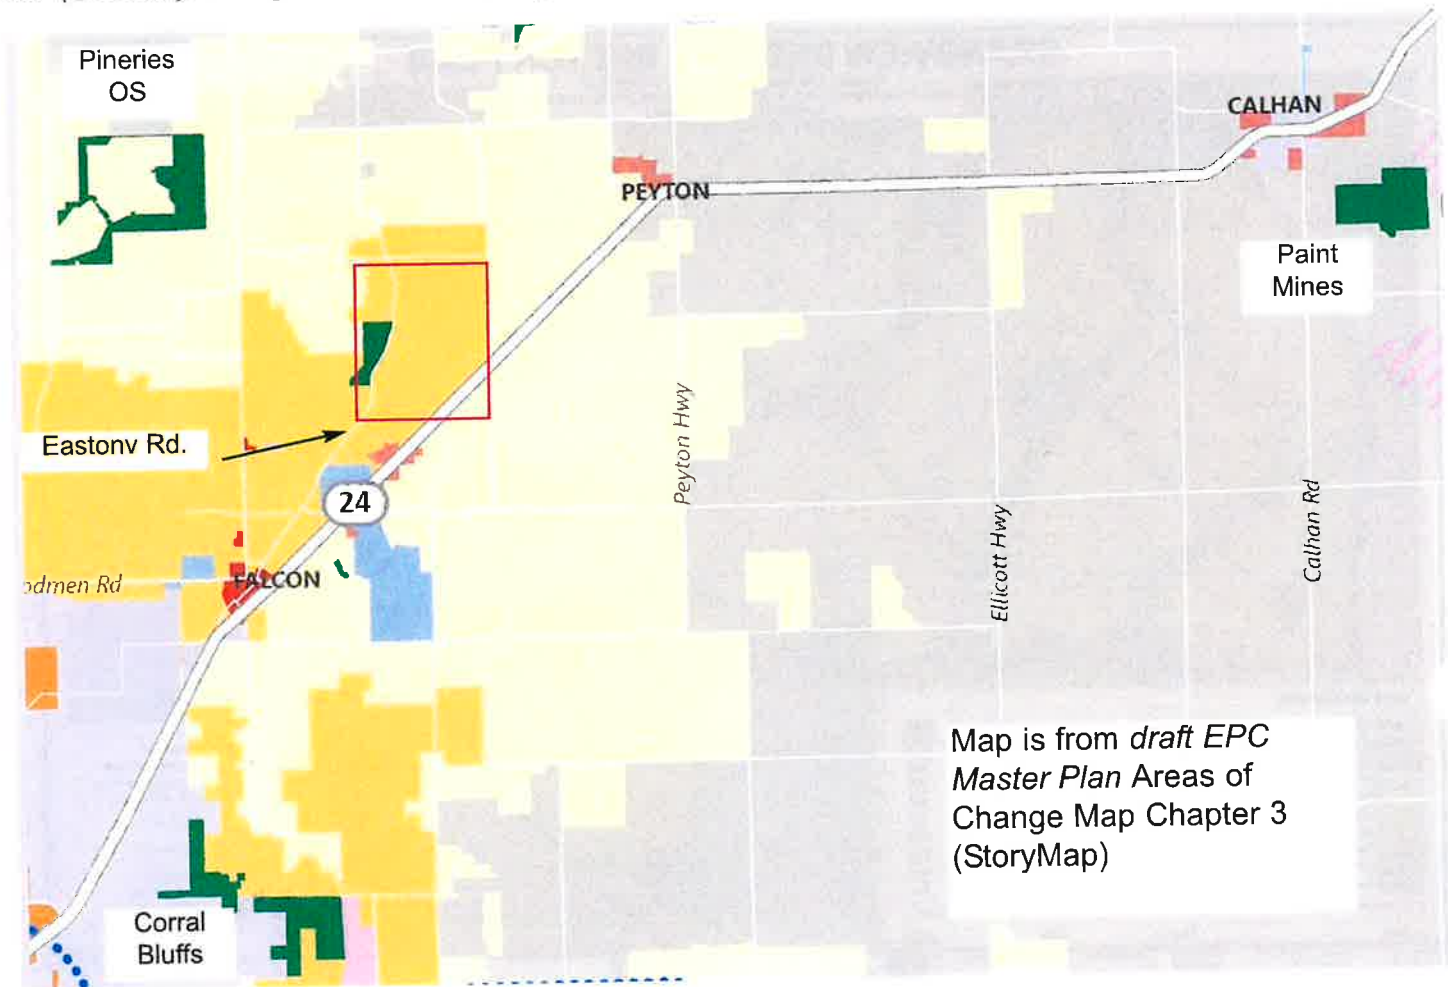 Pineries
OS
CALHAN
PEYTON
Paint
Mines
Eastonv Rd.
Peyton Hwy
24
Ellicott Hwy
Calhan Rd
FALCON
odmen Rd
Map is from draft EPC
Master Plan Areas of
Change Map Chapter 3
(StoryMap)
Corral
Bluffs